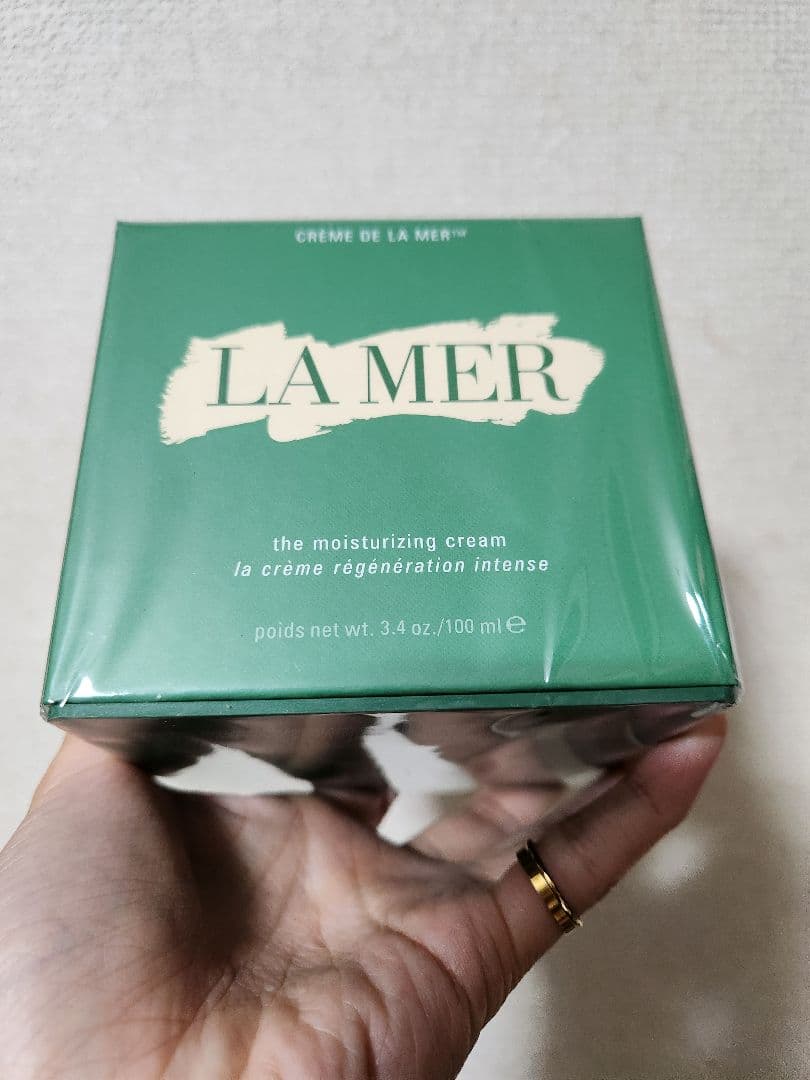 CRÈME DE LA MER™
LA MER
the moisturizing cream
la crème régénération intense
poids net wt. 3.4 oz./100 ml ℮